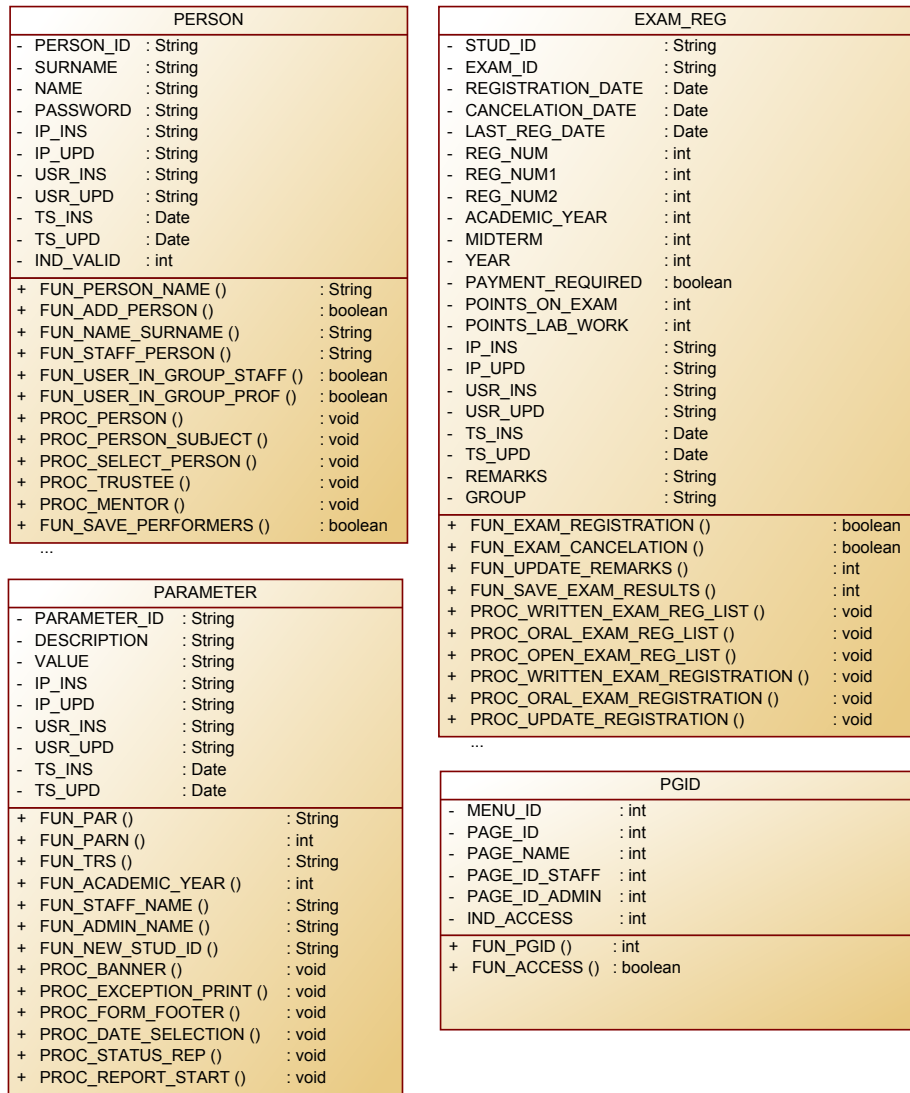 PERSON
- PERSON_ID : String
- SURNAME : String
- NAME : String
- PASSWORD : String
- IP_INS : String
- IP_UPD : String
- USR_INS : String
- USR_UPD : String
- TS_INS : Date
- TS_UPD : Date
- IND_VALID : int
+ FUN_PERSON_NAME () : String
+ FUN_ADD_PERSON () : boolean
+ FUN_NAME_SURNAME () : String
+ FUN_STAFF_PERSON () : String
+ FUN_USER_IN_GROUP_STAFF () : boolean
+ FUN_USER_IN_GROUP_PROF () : boolean
+ PROC_PERSON () : void
+ PROC_PERSON_SUBJECT () : void
+ PROC_SELECT_PERSON () : void
+ PROC_TRUSTEE () : void
+ PROC_MENTOR () : void
+ FUN_SAVE_PERFORMERS () : boolean
...
PARAMETER
- PARAMETER_ID : String
- DESCRIPTION : String
- VALUE : String
- IP_INS : String
- IP_UPD : String
- USR_INS : String
- USR_UPD : String
- TS_INS : Date
- TS_UPD : Date
+ FUN_PAR () : String
+ FUN_PARN () : int
+ FUN_TRS () : String
+ FUN_ACADEMIC_YEAR () : int
+ FUN_STAFF_NAME () : String
+ FUN_ADMIN_NAME () : String
+ FUN_NEW_STUD_ID () : String
+ PROC_BANNER () : void
+ PROC_EXCEPTION_PRINT () : void
+ PROC_FORM_FOOTER () : void
+ PROC_DATE_SELECTION () : void
+ PROC_STATUS_REP () : void
+ PROC_REPORT_START () : void
EXAM_REG
- STUD_ID : String
- EXAM_ID : String
- REGISTRATION_DATE : Date
- CANCELATION_DATE : Date
- LAST_REG_DATE : Date
- REG_NUM : int
- REG_NUM1 : int
- REG_NUM2 : int
- ACADEMIC_YEAR : int
- MIDTERM : int
- YEAR : int
- PAYMENT_REQUIRED : boolean
- POINTS_ON_EXAM : int
- POINTS_LAB_WORK : int
- IP_INS : String
- IP_UPD : String
- USR_INS : String
- USR_UPD : String
- TS_INS : Date
- TS_UPD : Date
- REMARKS : String
- GROUP : String
+ FUN_EXAM_REGISTRATION () : boolean
+ FUN_EXAM_CANCELATION () : boolean
+ FUN_UPDATE_REMARKS () : int
+ FUN_SAVE_EXAM_RESULTS () : int
+ PROC_WRITTEN_EXAM_REG_LIST () : void
+ PROC_ORAL_EXAM_REG_LIST () : void
+ PROC_OPEN_EXAM_REG_LIST () : void
+ PROC_WRITTEN_EXAM_REGISTRATION () : void
+ PROC_ORAL_EXAM_REGISTRATION () : void
+ PROC_UPDATE_REGISTRATION () : void
...
PGID
- MENU_ID : int
- PAGE_ID : int
- PAGE_NAME : int
- PAGE_ID_STAFF : int
- PAGE_ID_ADMIN : int
- IND_ACCESS : int
+ FUN_PGID () : int
+ FUN_ACCESS () : boolean